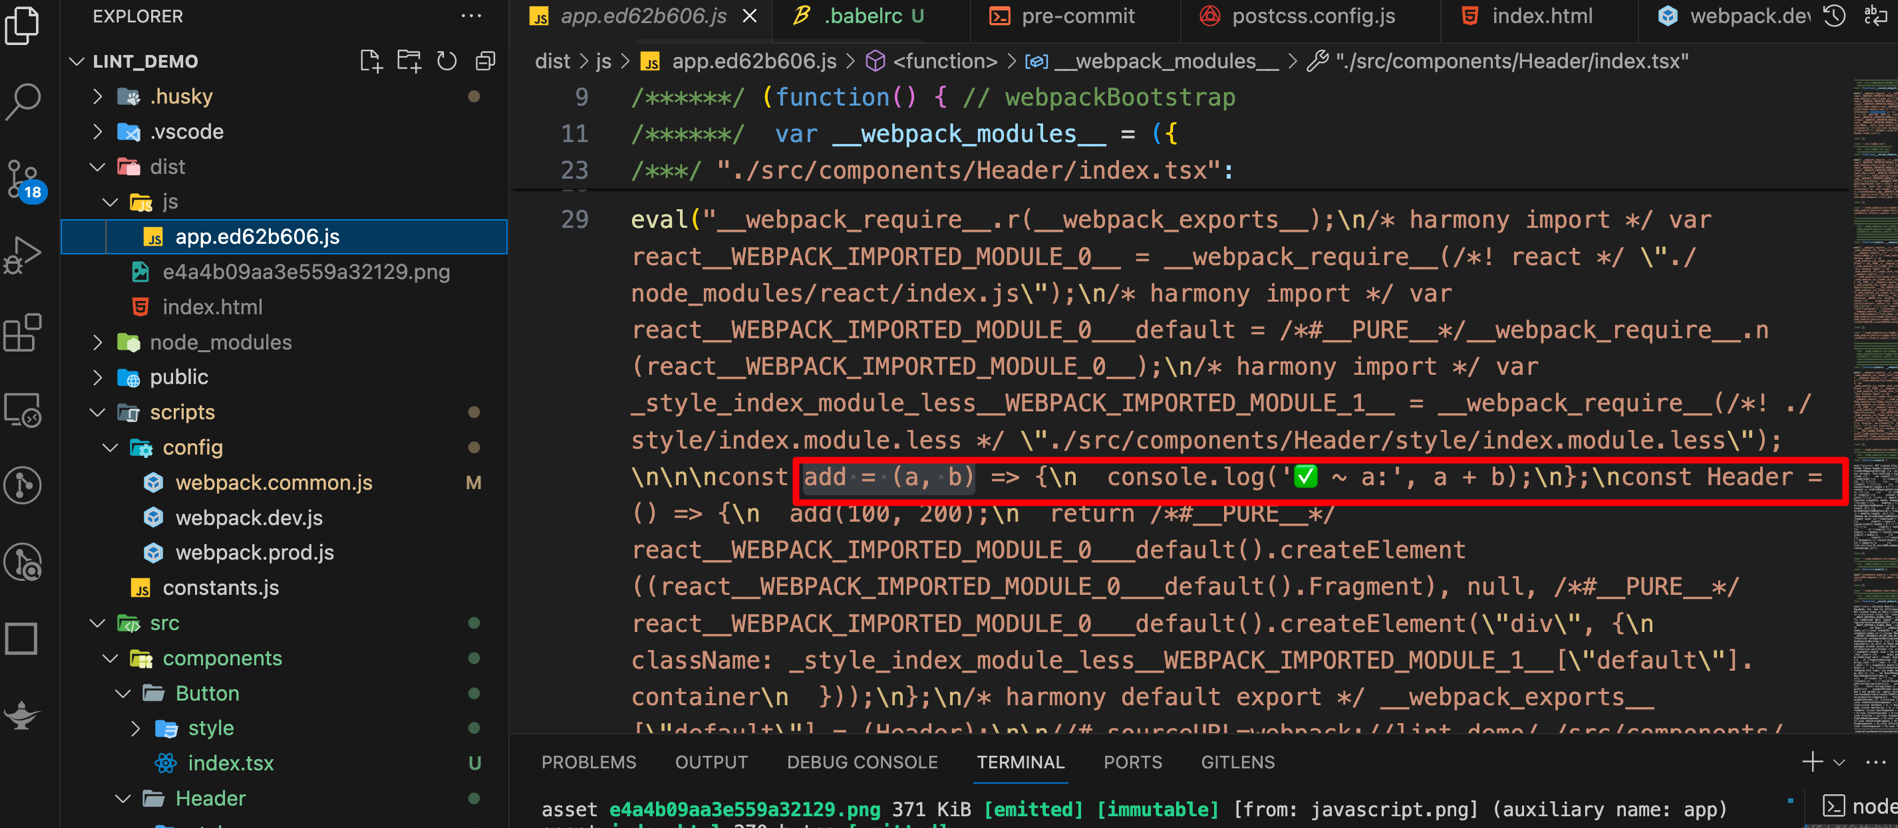 EXPLORER
LINT_DEMO
.husky
.vscode
dist
js
app.ed62b606.js
e4a4b09aa3e559a32129.png
index.html
node_modules
public
scripts
config
webpack.common.js M
webpack.dev.js
webpack.prod.js
constants.js
src
components
Button
style
index.tsx U
Header
18
app.ed62b606.js
.babelrc U
pre-commit
postcss.config.js
index.html
dist > js > app.ed62b606.js > <function> > __webpack_modules__ > "./src/components/Header/index.tsx"
9 /******/ (function() { // webpackBootstrap
11 /******/ var __webpack_modules__ = ({
23 /***/ "./src/components/Header/index.tsx":
29 eval("__webpack_require__.r(__webpack_exports__);\n/* harmony import */ var
react__WEBPACK_IMPORTED_MODULE_0__ = __webpack_require__(/*! react */ \"./
node_modules/react/index.js\");\n/* harmony import */ var
react__WEBPACK_IMPORTED_MODULE_0___default = /*#__PURE__*/__webpack_require__.n
(react__WEBPACK_IMPORTED_MODULE_0__);\n/* harmony import */ var
_style_index_module_less__WEBPACK_IMPORTED_MODULE_1__ = __webpack_require__(/*! ./
style/index.module.less */ \"./src/components/Header/style/index.module.less\");
\n\n\nconst add = (a, b) => {\n  console.log('✅ ~ a:', a + b);\n};\nconst Header =
() => {\n  add(100, 200);\n  return /*#__PURE__*/
react__WEBPACK_IMPORTED_MODULE_0___default().createElement
((react__WEBPACK_IMPORTED_MODULE_0___default().Fragment), null, /*#__PURE__*/
react__WEBPACK_IMPORTED_MODULE_0___default().createElement(\"div\", {\n
className: _style_index_module_less__WEBPACK_IMPORTED_MODULE_1__[\"default\"].
container\n  }));\n};\n/* harmony default export */ __webpack_exports__
[\"default\"] = (Header);\n\n//# sourceURL=webpack://lint_demo/./src/components/
PROBLEMS OUTPUT DEBUG CONSOLE TERMINAL PORTS GITLENS
asset e4a4b09aa3e559a32129.png 371 KiB [emitted] [immutable] [from: javascript.png] (auxiliary name: app)
node